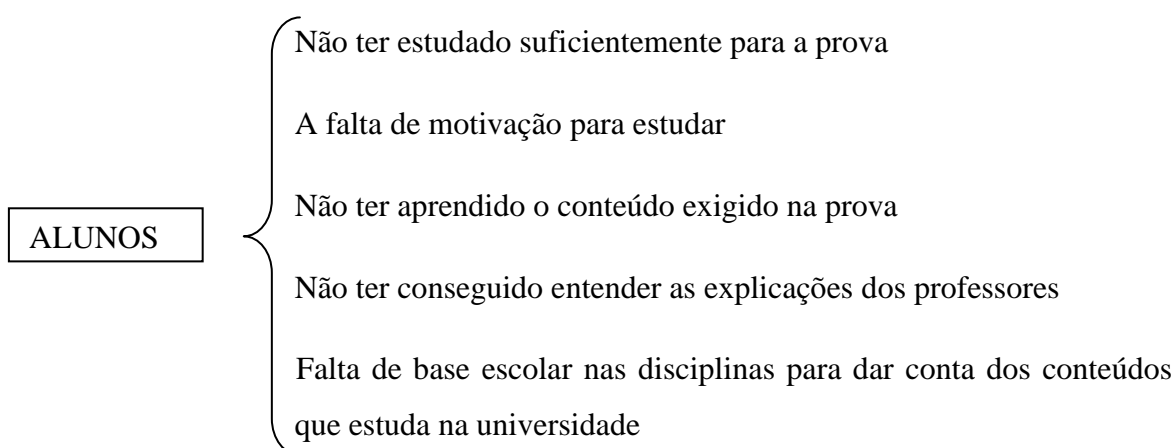 Não ter estudado suficientemente para a prova
A falta de motivação para estudar
Não ter aprendido o conteúdo exigido na prova
ALUNOS
Não ter conseguido entender as explicações dos professores
Falta de base escolar nas disciplinas para dar conta dos conteúdos
que estuda na universidade